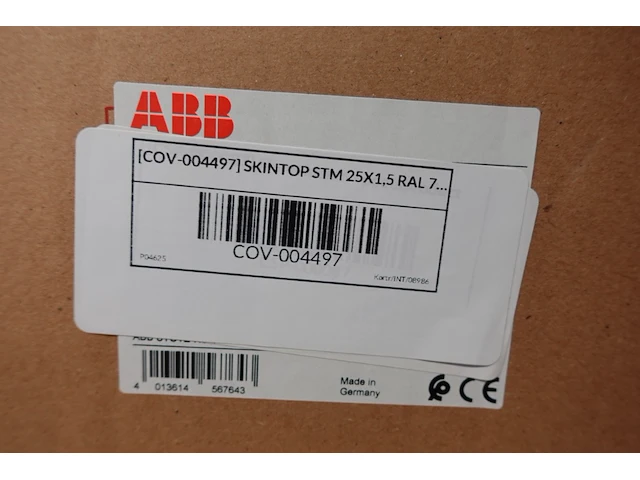 ABB
[COV-004497] SKINTOP STM 25X1,5 RAL 7...
COV-004497
P04625
Kartr/INT/08986
4 013614 567643
Made in
Germany
CE